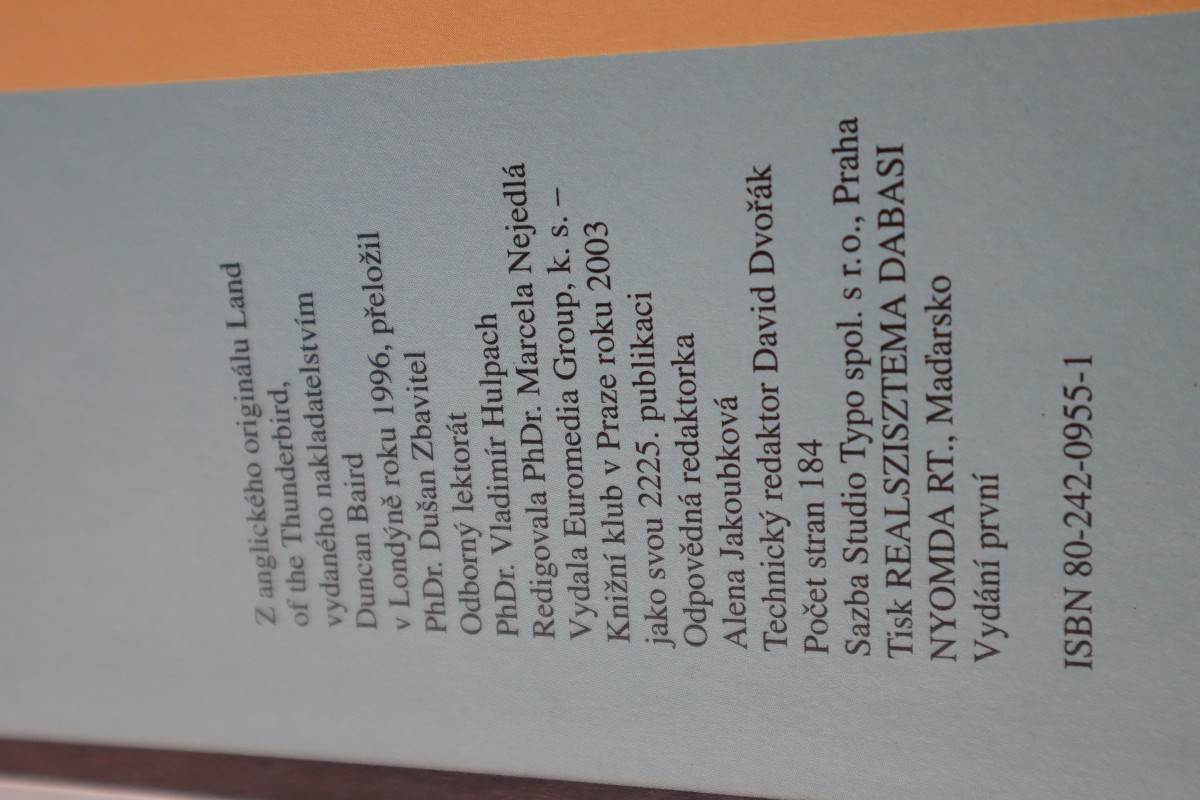 Z anglického originálu Land
of the Thunderbird,
vydaného nakladatelstvím
Duncan Baird
v Londýně roku 1996, přeložil
PhDr. Dušan Zbavitel
Odborný lektorát
PhDr. Vladimír Hulpach
Redigovala PhDr. Marcela Nejedlá
Vydala Euromedia Group, k. s. –
Knižní klub v Praze roku 2003
jako svou 2225. publikaci
Odpovědná redaktorka
Alena Jakoubková
Technický redaktor David Dvořák
Počet stran 184
Sazba Studio Typo spol. s r. o., Praha
Tisk REALSZISZTEMA DABASI
NYOMDA RT., Maďarsko
Vydání první
ISBN 80-242-0955-1